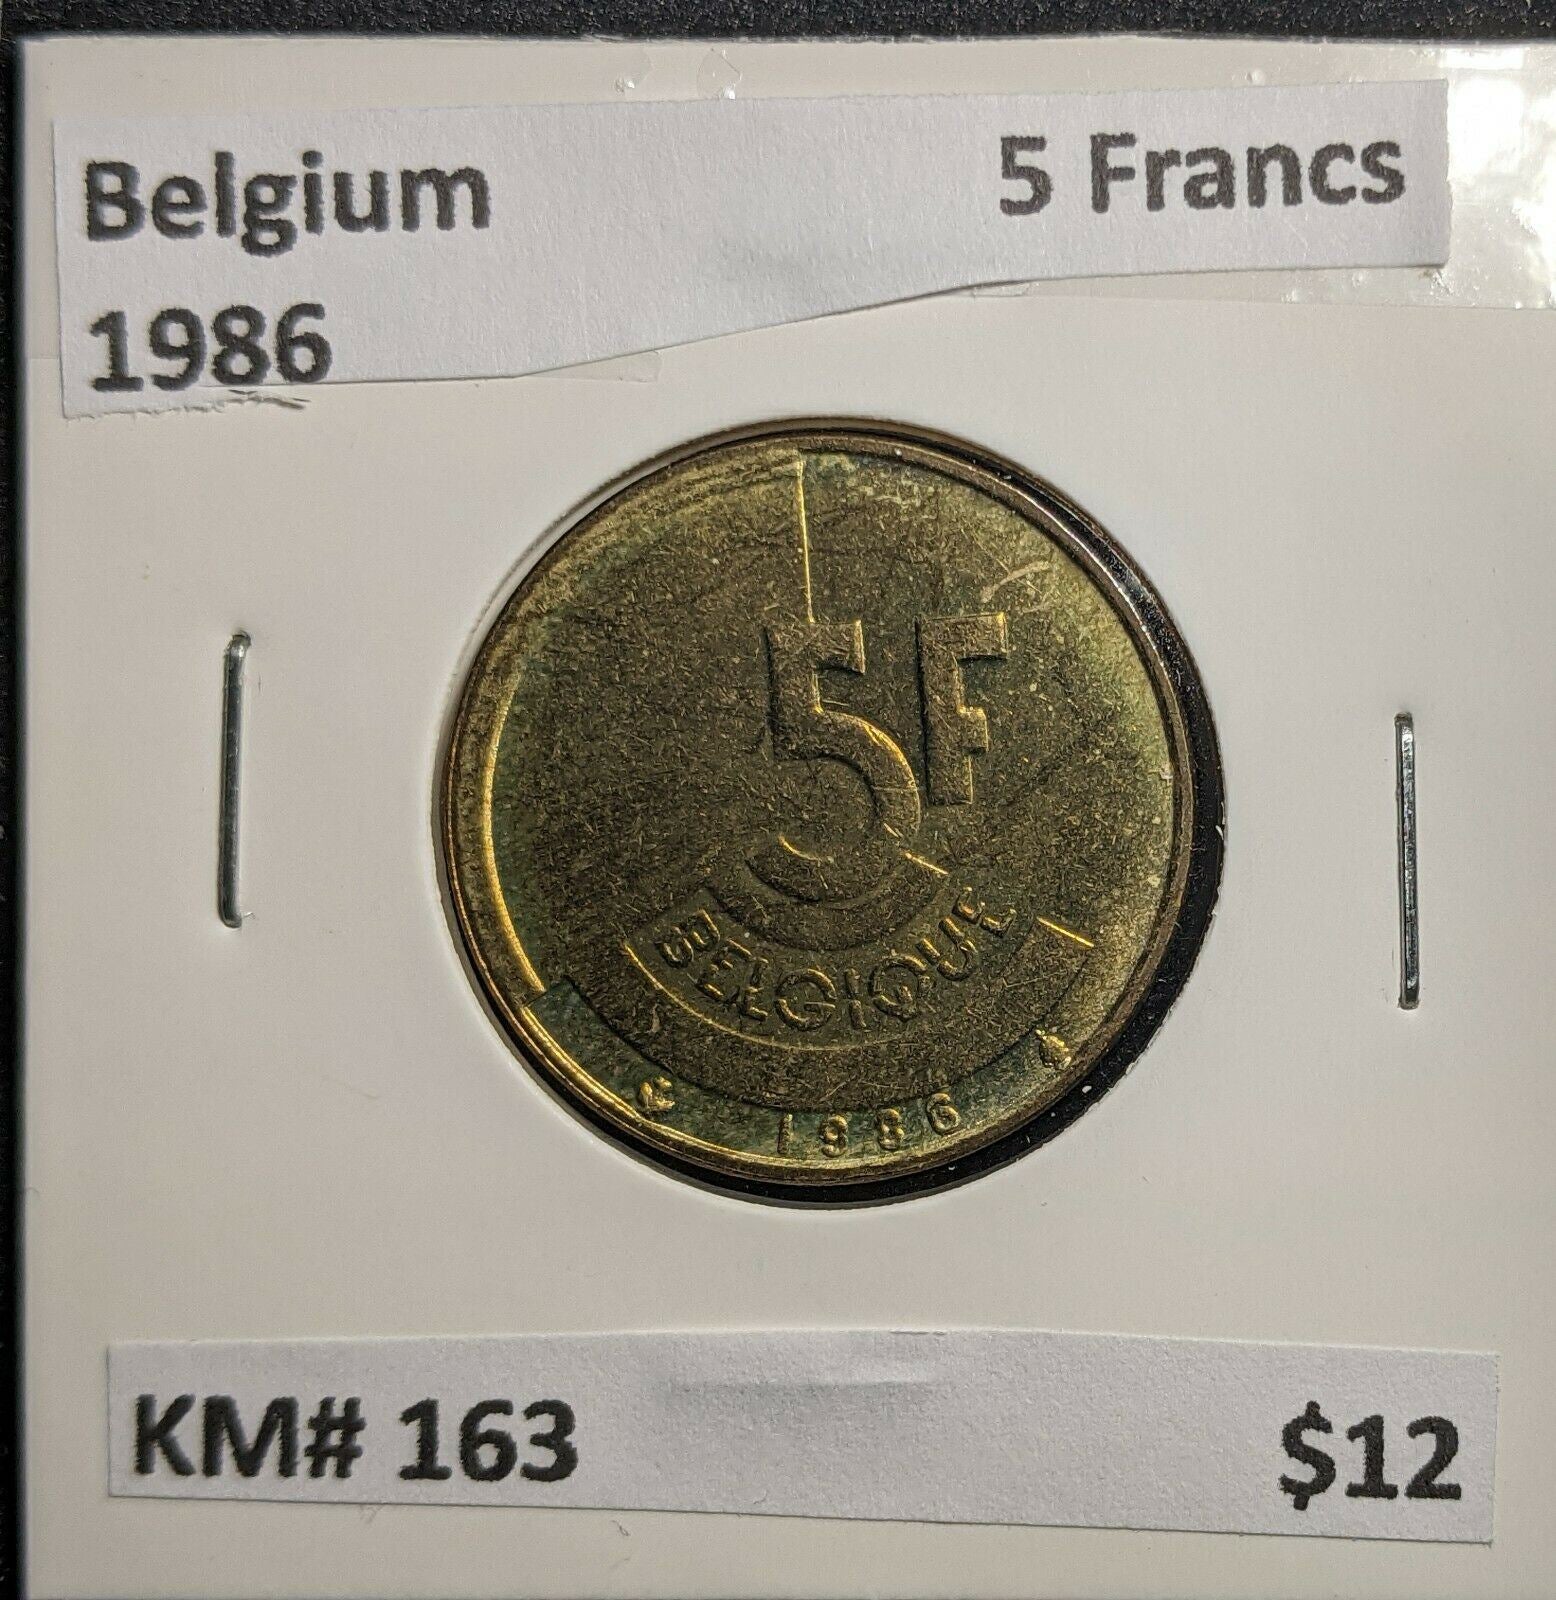 Belgium 5 Francs
1986
5F
BELGIQUE
1986
KM# 163 $12